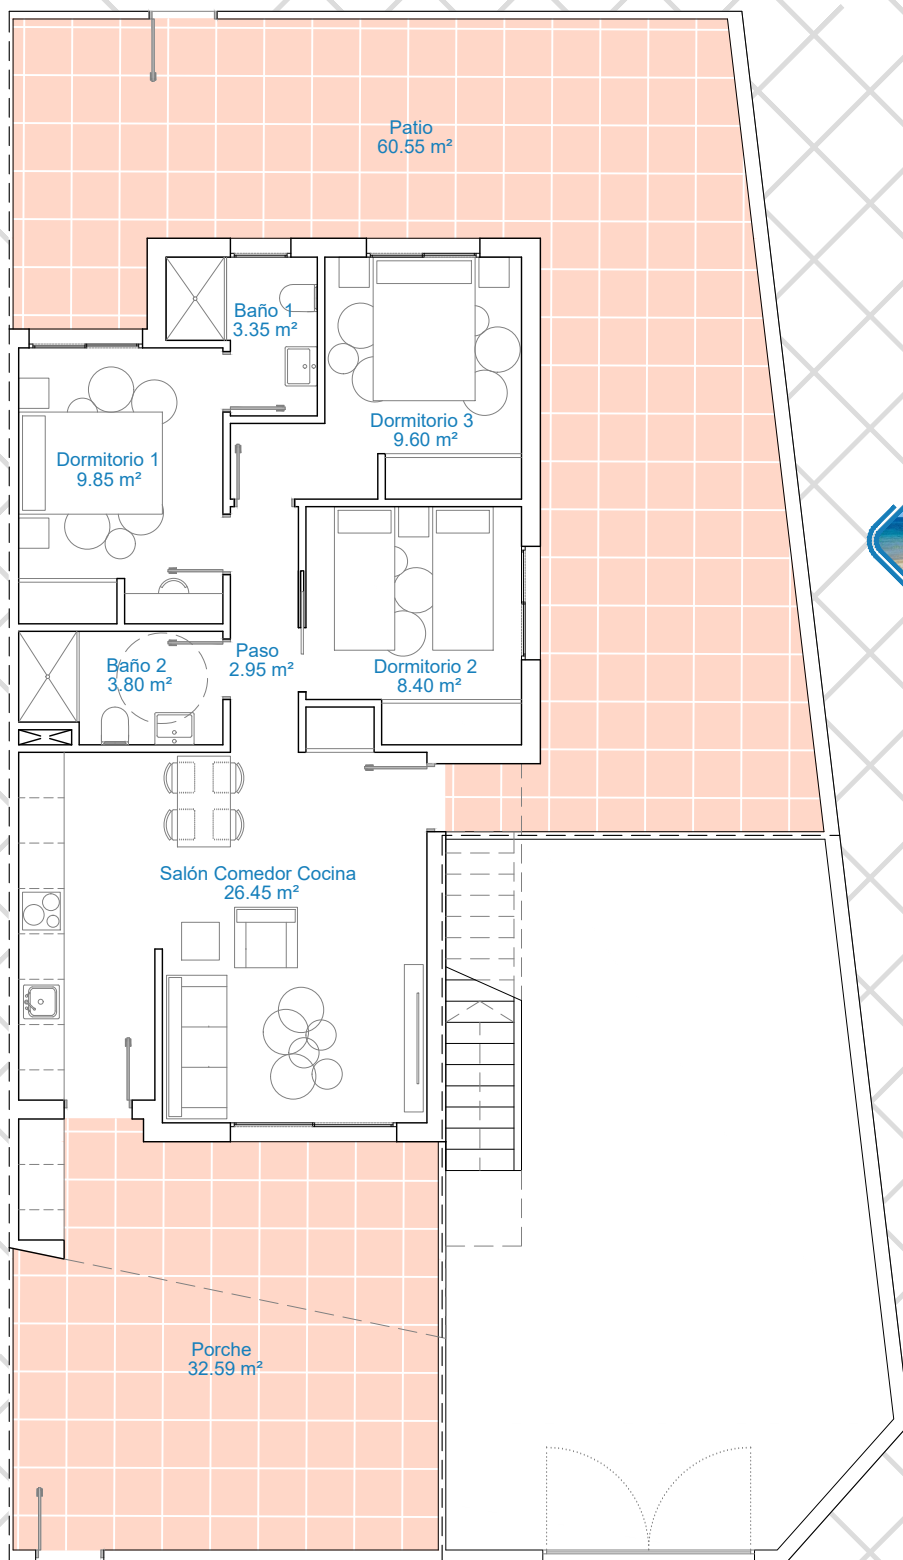 Patio
60.55 m²
Baño 1
3.35 m²
Dormitorio 3
9.60 m²
Dormitorio 1
9.85 m²
Paso
2.95 m²
Baño 2
3.80 m²
Dormitorio 2
8.40 m²
Salón Comedor Cocina
26.45 m²
Porche
32.59 m²